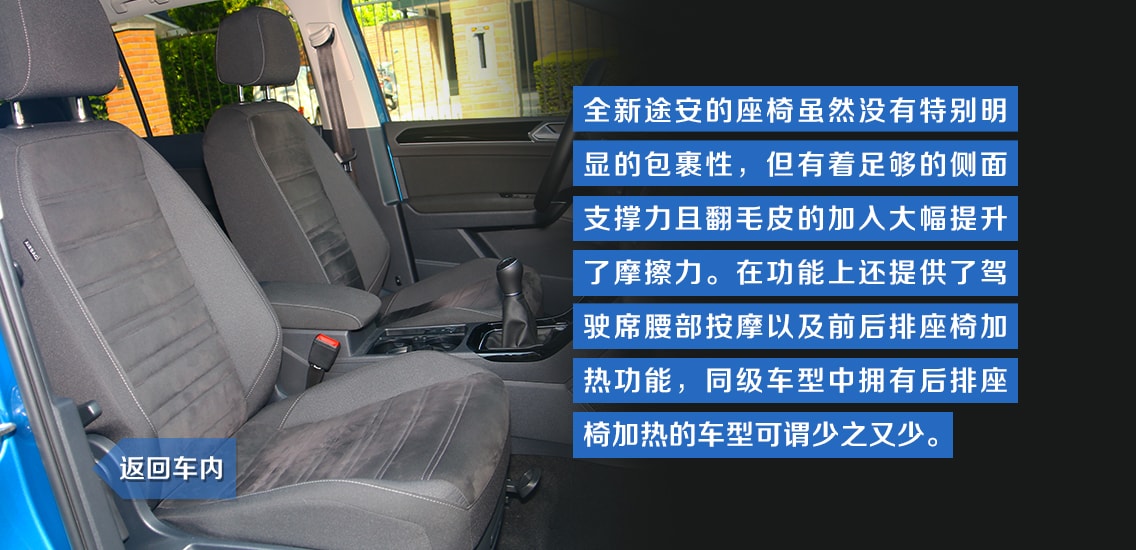 全新途安的座椅虽然没有特别明
显的包裹性，但有着足够的侧面
支撑力且翻毛皮的加入大幅提升
了摩擦力。在功能上还提供了驾
驶席腰部按摩以及前后排座椅加
热功能，同级车型中拥有后排座
椅加热的车型可谓少之又少。
返回车内
AIRBAG
1